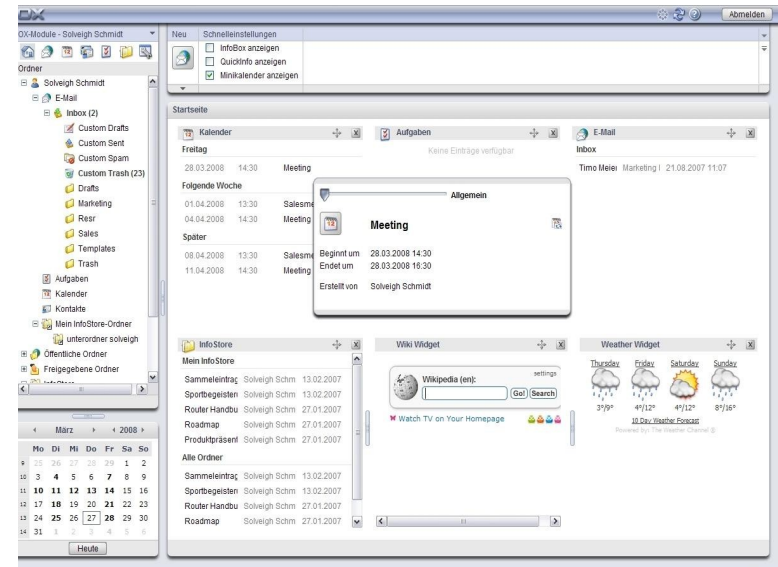 OX
Abmelden
OX-Module - Solveigh Schmidt
Ordner
Solveigh Schmidt
E-Mail
Inbox (2)
Custom Drafts
Custom Sent
Custom Spam
Custom Trash (23)
Drafts
Marketing
Resr
Sales
Templates
Trash
Aufgaben
Kalender
Kontakte
Mein InfoStore-Ordner
unterordner solveigh
Öffentliche Ordner
Freigegebene Ordner
März 2008
Mo Di Mi Do Fr Sa So
9 25 26 27 28 29 1 2
10 3 4 5 6 7 8 9
11 10 11 12 13 14 15 16
12 17 18 19 20 21 22 23
13 24 25 26 27 28 29 30
14 31 1 2 3 4 5 6
Heute
Neu Schnelleinstellungen
InfoBox anzeigen
QuickInfo anzeigen
Minikalender anzeigen
Startseite
Kalender
Freitag
28.03.2008 14:30 Meeting
Folgende Woche
01.04.2008 13:30 Salesme
04.04.2008 14:30 Meeting
Später
08.04.2008 13:30 Salesme
11.04.2008 14:30 Meeting
Aufgaben
Keine Einträge verfügbar
E-Mail
Inbox
Timo Meier Marketing I 21.08.2007 11:07
Allgemein
Meeting
Beginnt um 28.03.2008 14:30
Endet um 28.03.2008 16:30
Erstellt von Solveigh Schmidt
InfoStore
Mein InfoStore
Sammeleintrag Solveigh Schm 13.02.2007
Sportbegeistern Solveigh Schm 13.02.2007
Router Handbu Solveigh Schm 27.01.2007
Roadmap Solveigh Schm 27.01.2007
Produktpräsent Solveigh Schm 27.01.2007
Alle Ordner
Sammeleintrag Solveigh Schm 13.02.2007
Sportbegeistern Solveigh Schm 13.02.2007
Router Handbu Solveigh Schm 27.01.2007
Roadmap Solveigh Schm 27.01.2007
Wiki Widget
settings
Wikipedia (en):
Go! Search
Watch TV on Your Homepage
Weather Widget
Thursday Friday Saturday Sunday
3°/9° 4°/12° 4°/12° 8°/16°
10 Day Weather Forecast
Powered by: The Weather Channel ®